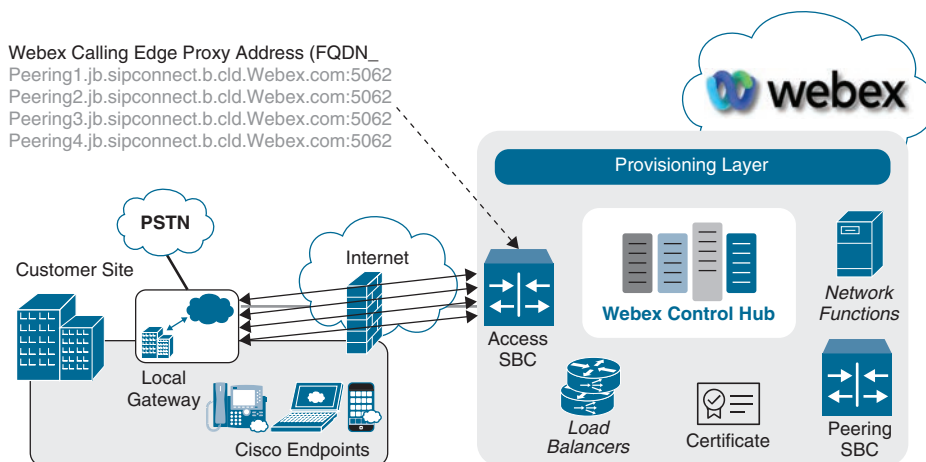 Webex Calling Edge Proxy Address (FQDN_
Peering1.jb.sipconnect.b.cld.Webex.com:5062
Peering2.jb.sipconnect.b.cld.Webex.com:5062
Peering3.jb.sipconnect.b.cld.Webex.com:5062
Peering4.jb.sipconnect.b.cld.Webex.com:5062
webex
Provisioning Layer
PSTN
Customer Site
Internet
Local
Gateway
Cisco Endpoints
Access
SBC
Webex Control Hub
Network
Functions
Load
Balancers
Certificate
Peering
SBC